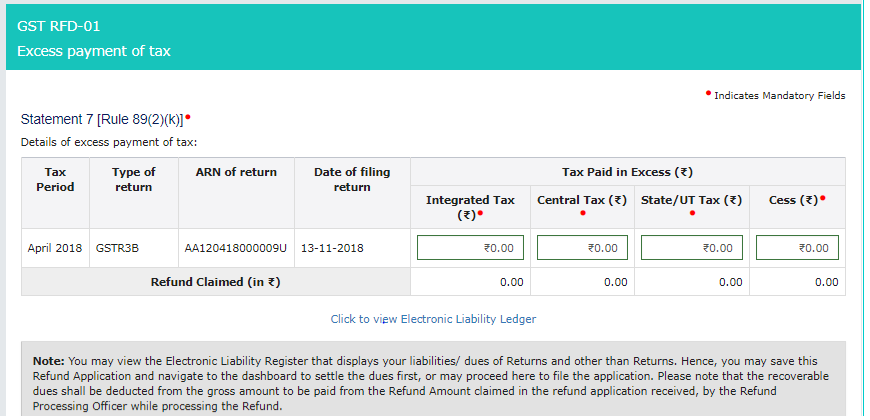 GST RFD-01
Excess payment of tax
• Indicates Mandatory Fields
Statement 7 [Rule 89(2)(k)]•
Details of excess payment of tax:
Tax Period Type of return ARN of return Date of filing return Tax Paid in Excess (₹)
Integrated Tax (₹)• Central Tax (₹)• State/UT Tax (₹)• Cess (₹)•
April 2018 GSTR3B AA120418000009U 13-11-2018 ₹0.00 ₹0.00 ₹0.00 ₹0.00
Refund Claimed (in ₹) 0.00 0.00 0.00 0.00
Click to view Electronic Liability Ledger
Note: You may view the Electronic Liability Register that displays your liabilities/ dues of Returns and other than Returns. Hence, you may save this
Refund Application and navigate to the dashboard to settle the dues first, or may proceed here to file the application. Please note that the recoverable
dues shall be deducted from the gross amount to be paid from the Refund Amount claimed in the refund application received, by the Refund
Processing Officer while processing the Refund.